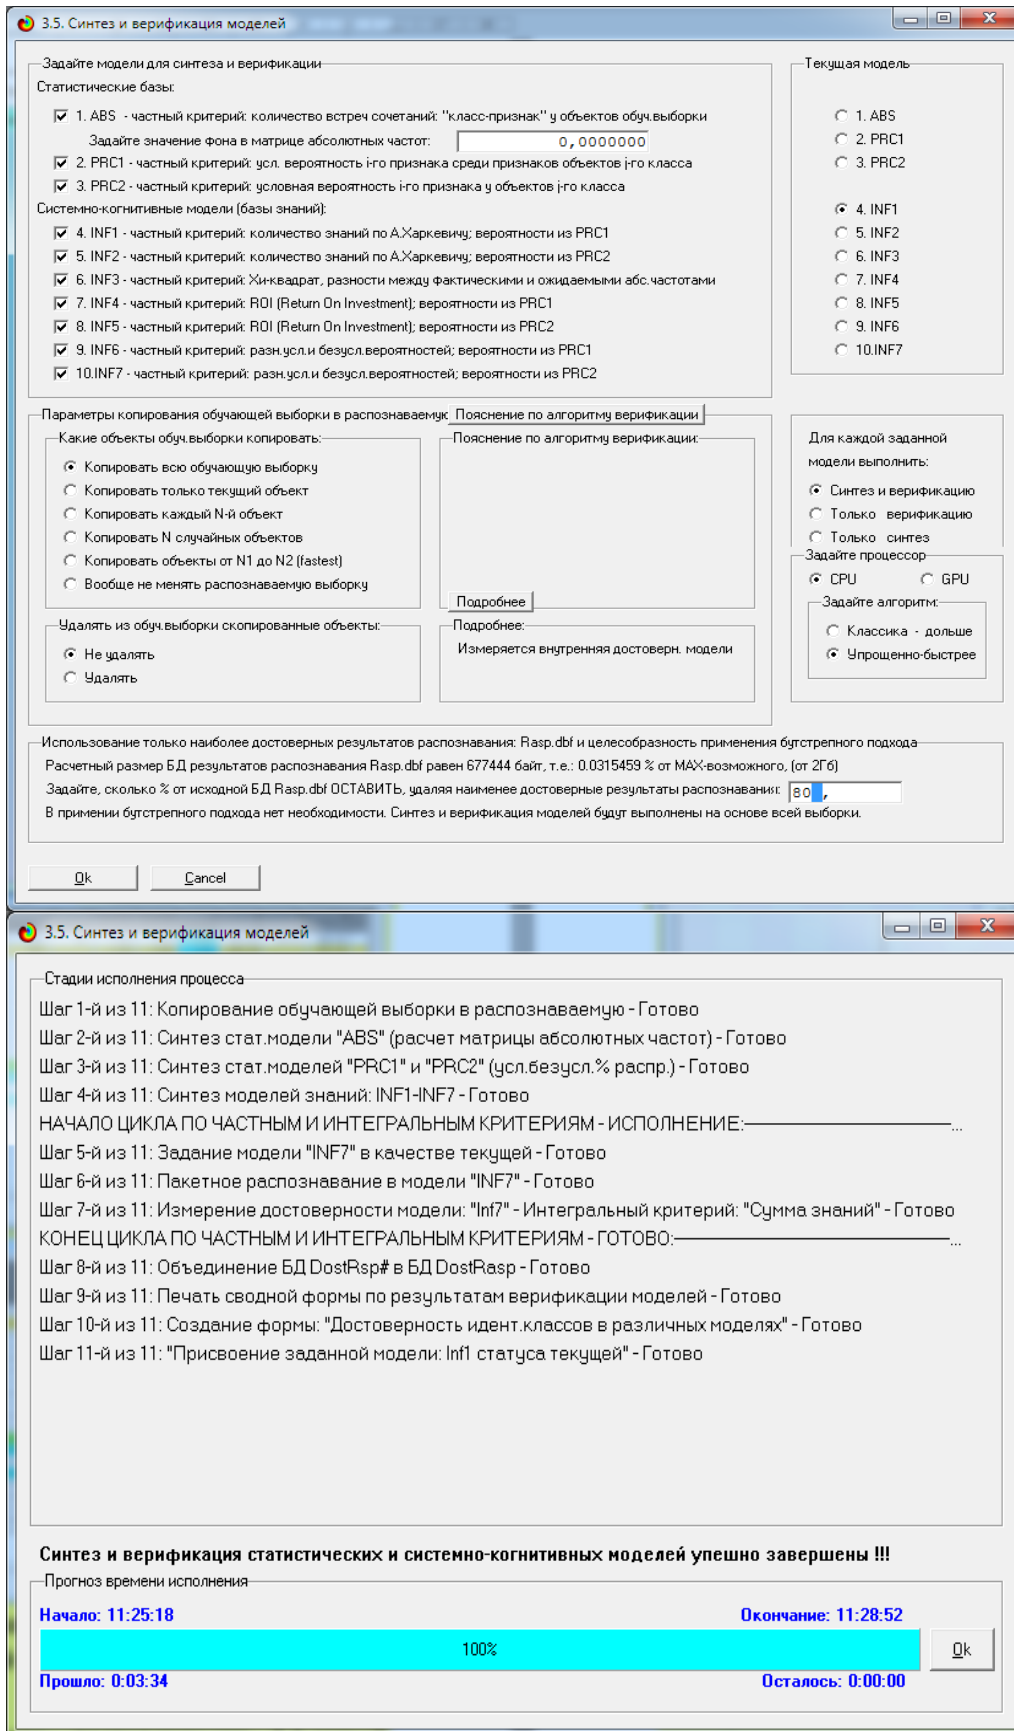 3.5. Синтез и верификация моделей
Задайте модели для синтеза и верификации
Статистические базы:
1. ABS - частный критерий: количество встреч сочетаний: "класс-признак" у объектов обуч.выборки
Задайте значение фона в матрице абсолютных частот: 0,0000000
2. PRC1 - частный критерий: усл. вероятность i-го признака среди признаков объектов j-го класса
3. PRC2 - частный критерий: условная вероятность i-го признака у объектов j-го класса
Системно-когнитивные модели (базы знаний):
4. INF1 - частный критерий: количество знаний по А.Харкевичу; вероятности из PRC1
5. INF2 - частный критерий: количество знаний по А.Харкевичу; вероятности из PRC2
6. INF3 - частный критерий: Хи-квадрат, разности между фактическими и ожидаемыми абс.частотами
7. INF4 - частный критерий: ROI (Return On Investment); вероятности из PRC1
8. INF5 - частный критерий: ROI (Return On Investment); вероятности из PRC2
9. INF6 - частный критерий: разн.усл.и безусл.вероятностей; вероятности из PRC1
10.INF7 - частный критерий: разн.усл.и безусл.вероятностей; вероятности из PRC2
Текущая модель
1. ABS
2. PRC1
3. PRC2
4. INF1
5. INF2
6. INF3
7. INF4
8. INF5
9. INF6
10.INF7
Параметры копирования обучающей выборки в распознаваемую
Пояснение по алгоритму верификации
Какие объекты обуч.выборки копировать:
Копировать всю обучающую выборку
Копировать только текущий объект
Копировать каждый N-й объект
Копировать N случайных объектов
Копировать объекты от N1 до N2 (fastest)
Вообще не менять распознаваемую выборку
Пояснение по алгоритму верификации:
Подробнее
Удалять из обуч.выборки скопированные объекты:
Не удалять
Удалять
Подробнее:
Измеряется внутренняя достоверн. модели
Для каждой заданной
модели выполнить:
Синтез и верификацию
Только верификацию
Только синтез
Задайте процессор
CPU GPU
Задайте алгоритм:
Классика - дольше
Упрощенно-быстрее
Использование только наиболее достоверных результатов распознавания: Rasp.dbf и целесобразность применения бутстрепного подхода
Расчетный размер БД результатов распознавания Rasp.dbf равен 677444 байт, т.е.: 0.0315459 % от MAX-возможного, (от 2Гб)
Задайте, сколько % от исходной БД Rasp.dbf ОСТАВИТЬ, удаляя наименее достоверные результаты распознавания: 80 ,
В примении бутстрепного подхода нет необходимости. Синтез и верификация моделей будут выполнены на основе всей выборки.
Ok Cancel
3.5. Синтез и верификация моделей
Стадии исполнения процесса
Шаг 1-й из 11: Копирование обучающей выборки в распознаваемую - Готово
Шаг 2-й из 11: Синтез стат.модели "ABS" (расчет матрицы абсолютных частот) - Готово
Шаг 3-й из 11: Синтез стат.моделей "PRC1" и "PRC2" (усл.безусл.% распр.) - Готово
Шаг 4-й из 11: Синтез моделей знаний: INF1-INF7 - Готово
НАЧАЛО ЦИКЛА ПО ЧАСТНЫМ И ИНТЕГРАЛЬНЫМ КРИТЕРИЯМ - ИСПОЛНЕНИЕ:————————...
Шаг 5-й из 11: Задание модели "INF7" в качестве текущей - Готово
Шаг 6-й из 11: Пакетное распознавание в модели "INF7" - Готово
Шаг 7-й из 11: Измерение достоверности модели: "Inf7" - Интегральный критерий: "Сумма знаний" - Готово
КОНЕЦ ЦИКЛА ПО ЧАСТНЫМ И ИНТЕГРАЛЬНЫМ КРИТЕРИЯМ - ГОТОВО:————————...
Шаг 8-й из 11: Объединение БД DostRsp# в БД DostRasp - Готово
Шаг 9-й из 11: Печать сводной формы по результатам верификации моделей - Готово
Шаг 10-й из 11: Создание формы: "Достоверность идент.классов в различных моделях" - Готово
Шаг 11-й из 11: "Присвоение заданной модели: Inf1 статуса текущей" - Готово
Синтез и верификация статистических и системно-когнитивных моделей упешно завершены !!!
Прогноз времени исполнения
Начало: 11:25:18 Окончание: 11:28:52
100%
Ok
Прошло: 0:03:34 Осталось: 0:00:00